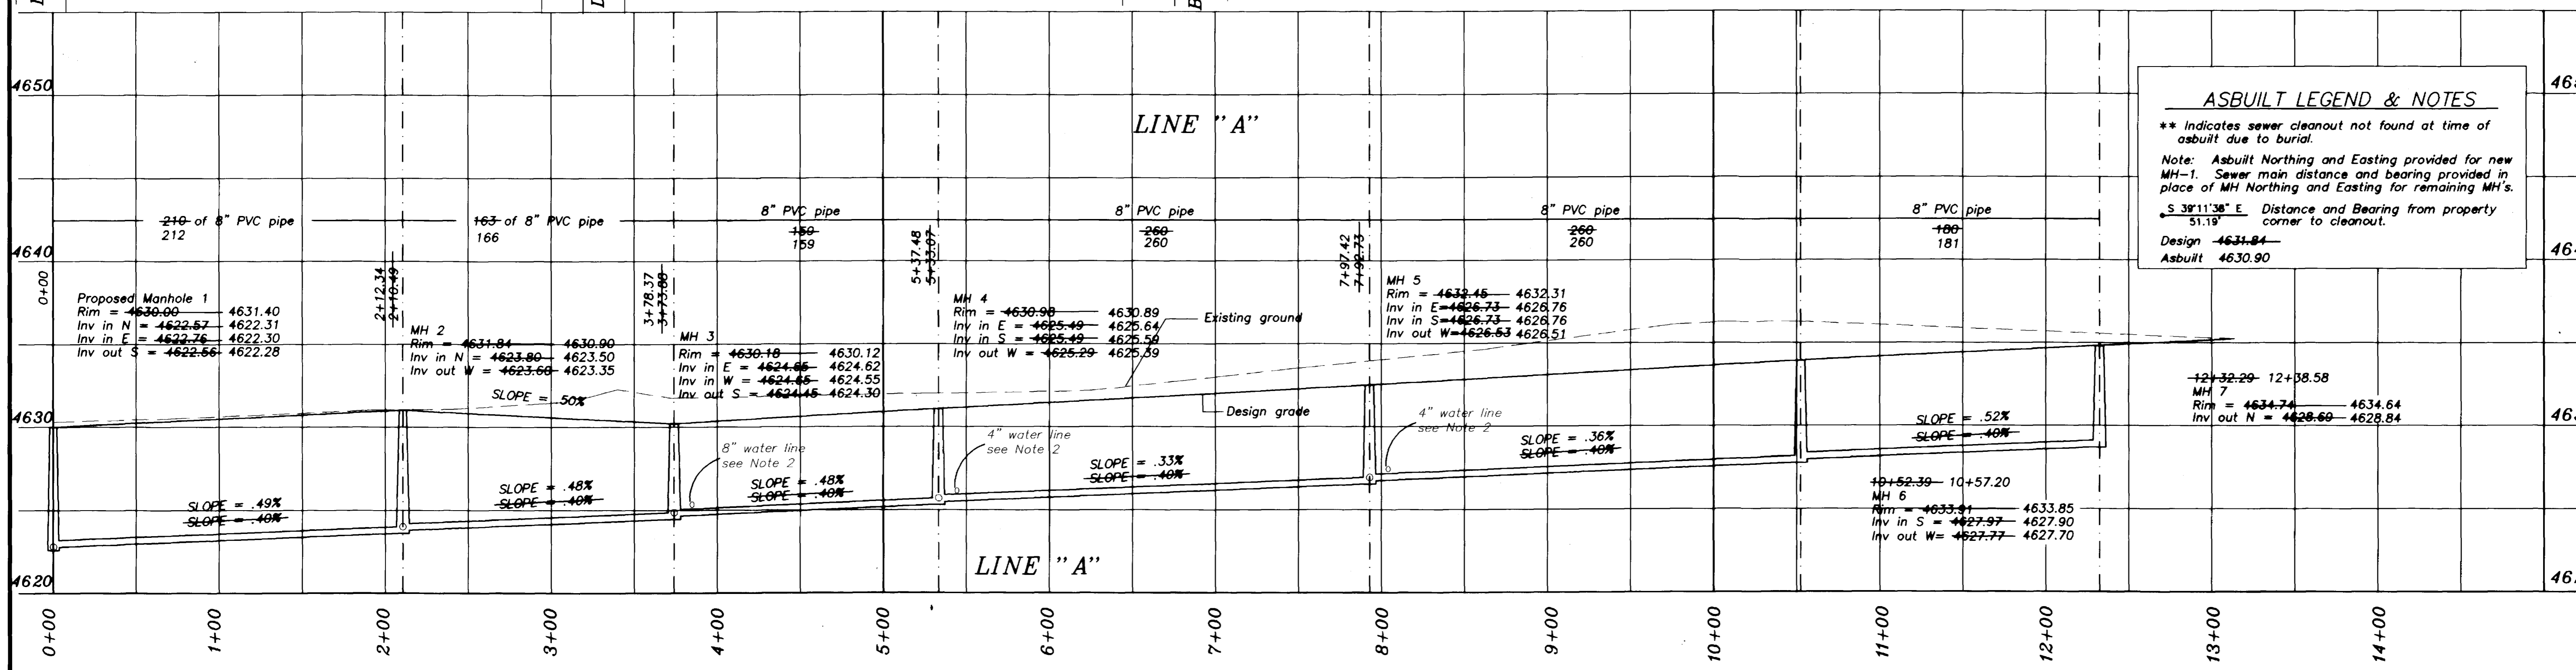 LINE "A"
ASBUILT LEGEND & NOTES
** Indicates sewer cleanout not found at time of
asbuilt due to burial.
Note: Asbuilt Northing and Easting provided for new
MH-1. Sewer main distance and bearing provided in
place of MH Northing and Easting for remaining MH's.
S 39°11'38" E
51.19'
Distance and Bearing from property
corner to cleanout.
Design 4631.84
Asbuilt 4630.90
4650
4640
4630
4620
210 of 8" PVC pipe
212
163 of 8" PVC pipe
166
8" PVC pipe
159
159
8" PVC pipe
260
260
8" PVC pipe
260
260
8" PVC pipe
180
181
0+00
2+12.34
2+10.49
3+78.37
3+73.88
5+37.48
5+33.07
7+97.42
7+92.73
Proposed Manhole 1
Rim = 4630.00 4631.40
Inv in N = 4622.57 4622.31
Inv in E = 4622.76 4622.30
Inv out S = 4622.56 4622.28
MH 2
Rim = 4631.84 4630.90
Inv in N = 4623.80 4623.50
Inv out W = 4623.60 4623.35
MH 3
Rim = 4630.18 4630.12
Inv in E = 4624.65 4624.62
Inv in W = 4624.65 4624.55
Inv out S = 4624.45 4624.30
MH 4
Rim = 4630.98 4630.89
Inv in E = 4625.49 4625.64
Inv in S = 4625.49 4625.59
Inv out W = 4625.29 4625.39
MH 5
Rim = 4632.45 4632.31
Inv in E=4626.73 4626.76
Inv in S=4626.73 4626.76
Inv out W=4626.53 4626.51
Existing ground
Design grade
SLOPE = .50%
8" water line
see Note 2
4" water line
see Note 2
4" water line
see Note 2
12+32.29 12+38.58
MH 7
Rim = 4634.74 4634.64
Inv out N = 4628.69 4628.84
10+52.39 10+57.20
MH 6
Rim = 4633.91 4633.85
Inv in S = 4627.97 4627.90
Inv out W= 4627.77 4627.70
SLOPE = .49%
SLOPE = .40%
SLOPE = .48%
SLOPE = .40%
SLOPE = .48%
SLOPE = .40%
SLOPE = .33%
SLOPE = .40%
SLOPE = .36%
SLOPE = .40%
SLOPE = .52%
SLOPE = .40%
LINE "A"
0+00
1+00
2+00
3+00
4+00
5+00
6+00
7+00
8+00
9+00
10+00
11+00
12+00
13+00
14+00